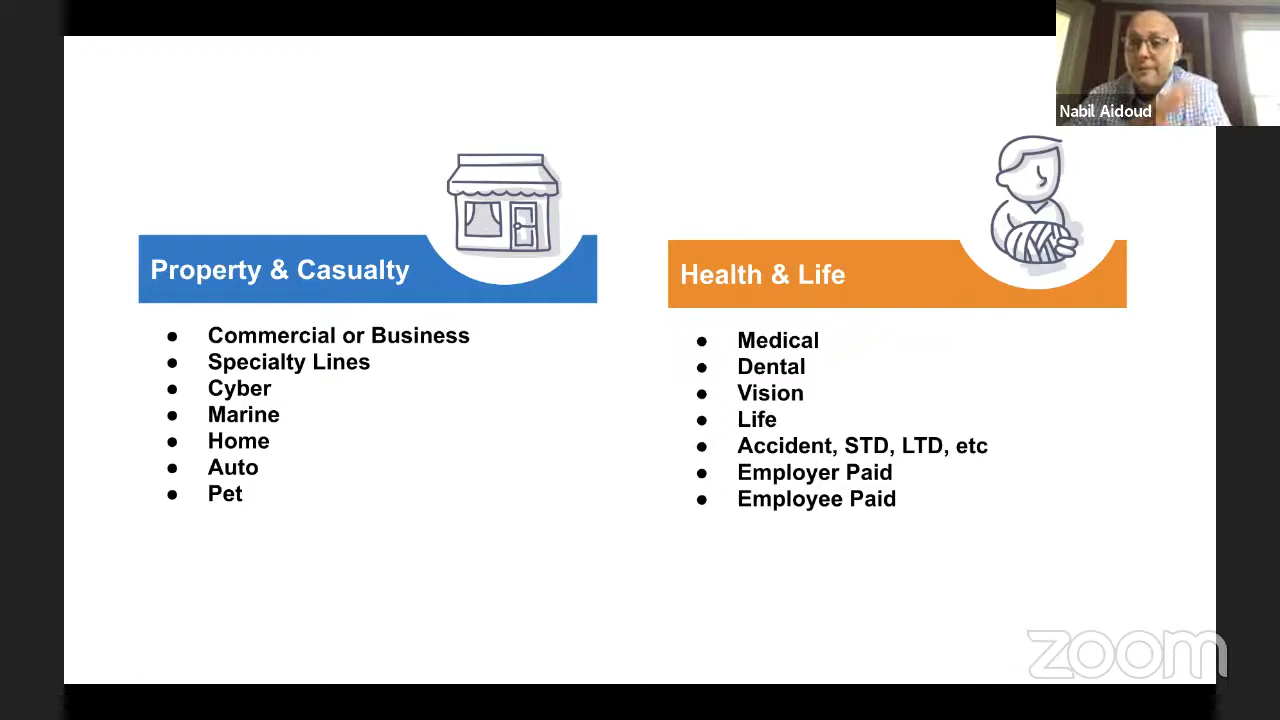 Nabil Aidoud
Property & Casualty
Commercial or Business
Specialty Lines
Cyber
Marine
Home
Auto
Pet
Health & Life
Medical
Dental
Vision
Life
Accident, STD, LTD, etc
Employer Paid
Employee Paid
zoom